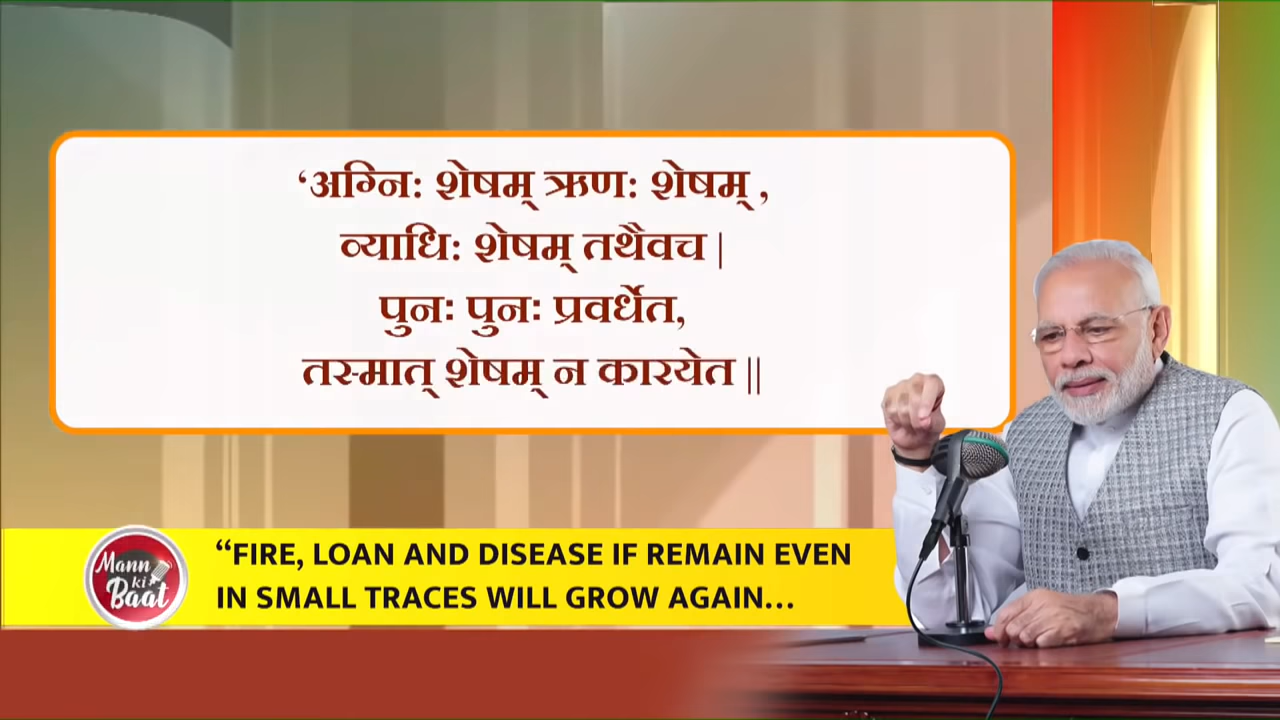 ‘अग्नि: शेषम् ऋण: शेषम् ,
व्याधि: शेषम् तथैवच |
पुनः पुनः प्रवर्धेत,
तस्मात् शेषम् न कारयेत ||
Mann
ki
Baat
“FIRE, LOAN AND DISEASE IF REMAIN EVEN
IN SMALL TRACES WILL GROW AGAIN...